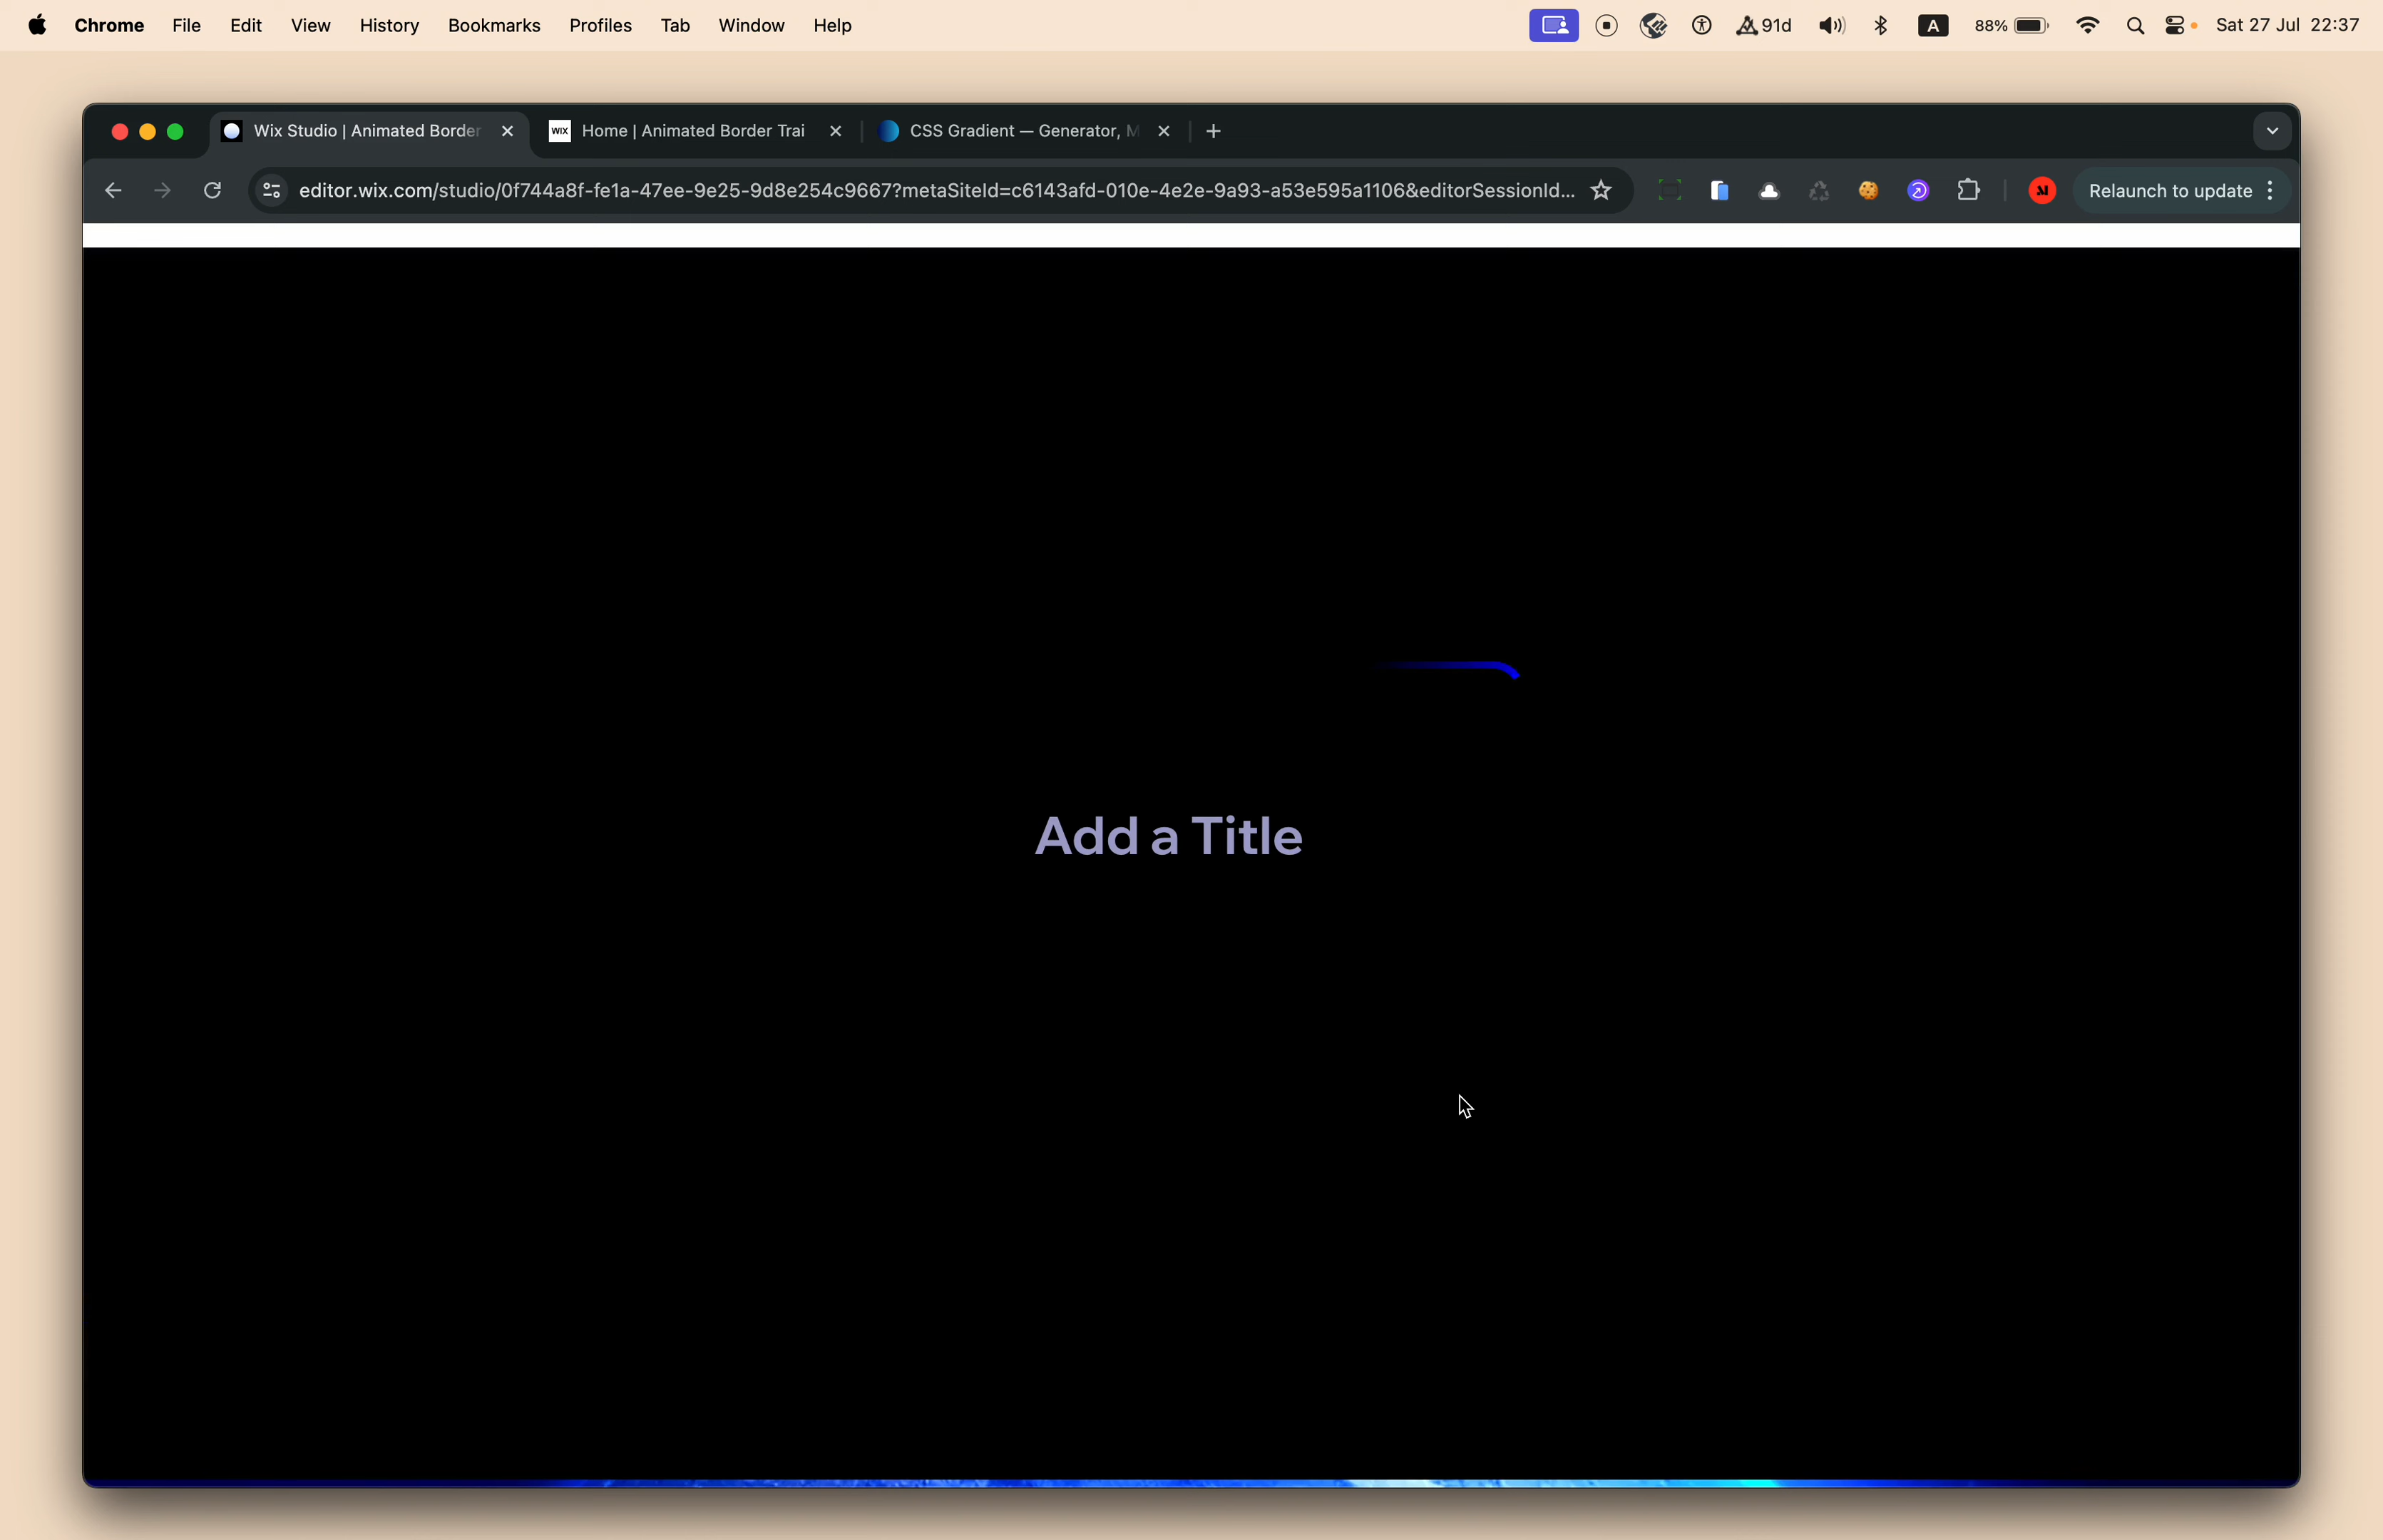 Chrome File Edit View History Bookmarks Profiles Tab Window Help 91d A 88% Sat 27 Jul 22:37
Wix Studio | Animated Border WIX Home | Animated Border Trai CSS Gradient — Generator, M
editor.wix.com/studio/0f744a8f-fe1a-47ee-9e25-9d8e254c9667?metaSiteId=c6143afd-010e-4e2e-9a93-a53e595a1106&editorSessionId... Relaunch to update
Add a Title